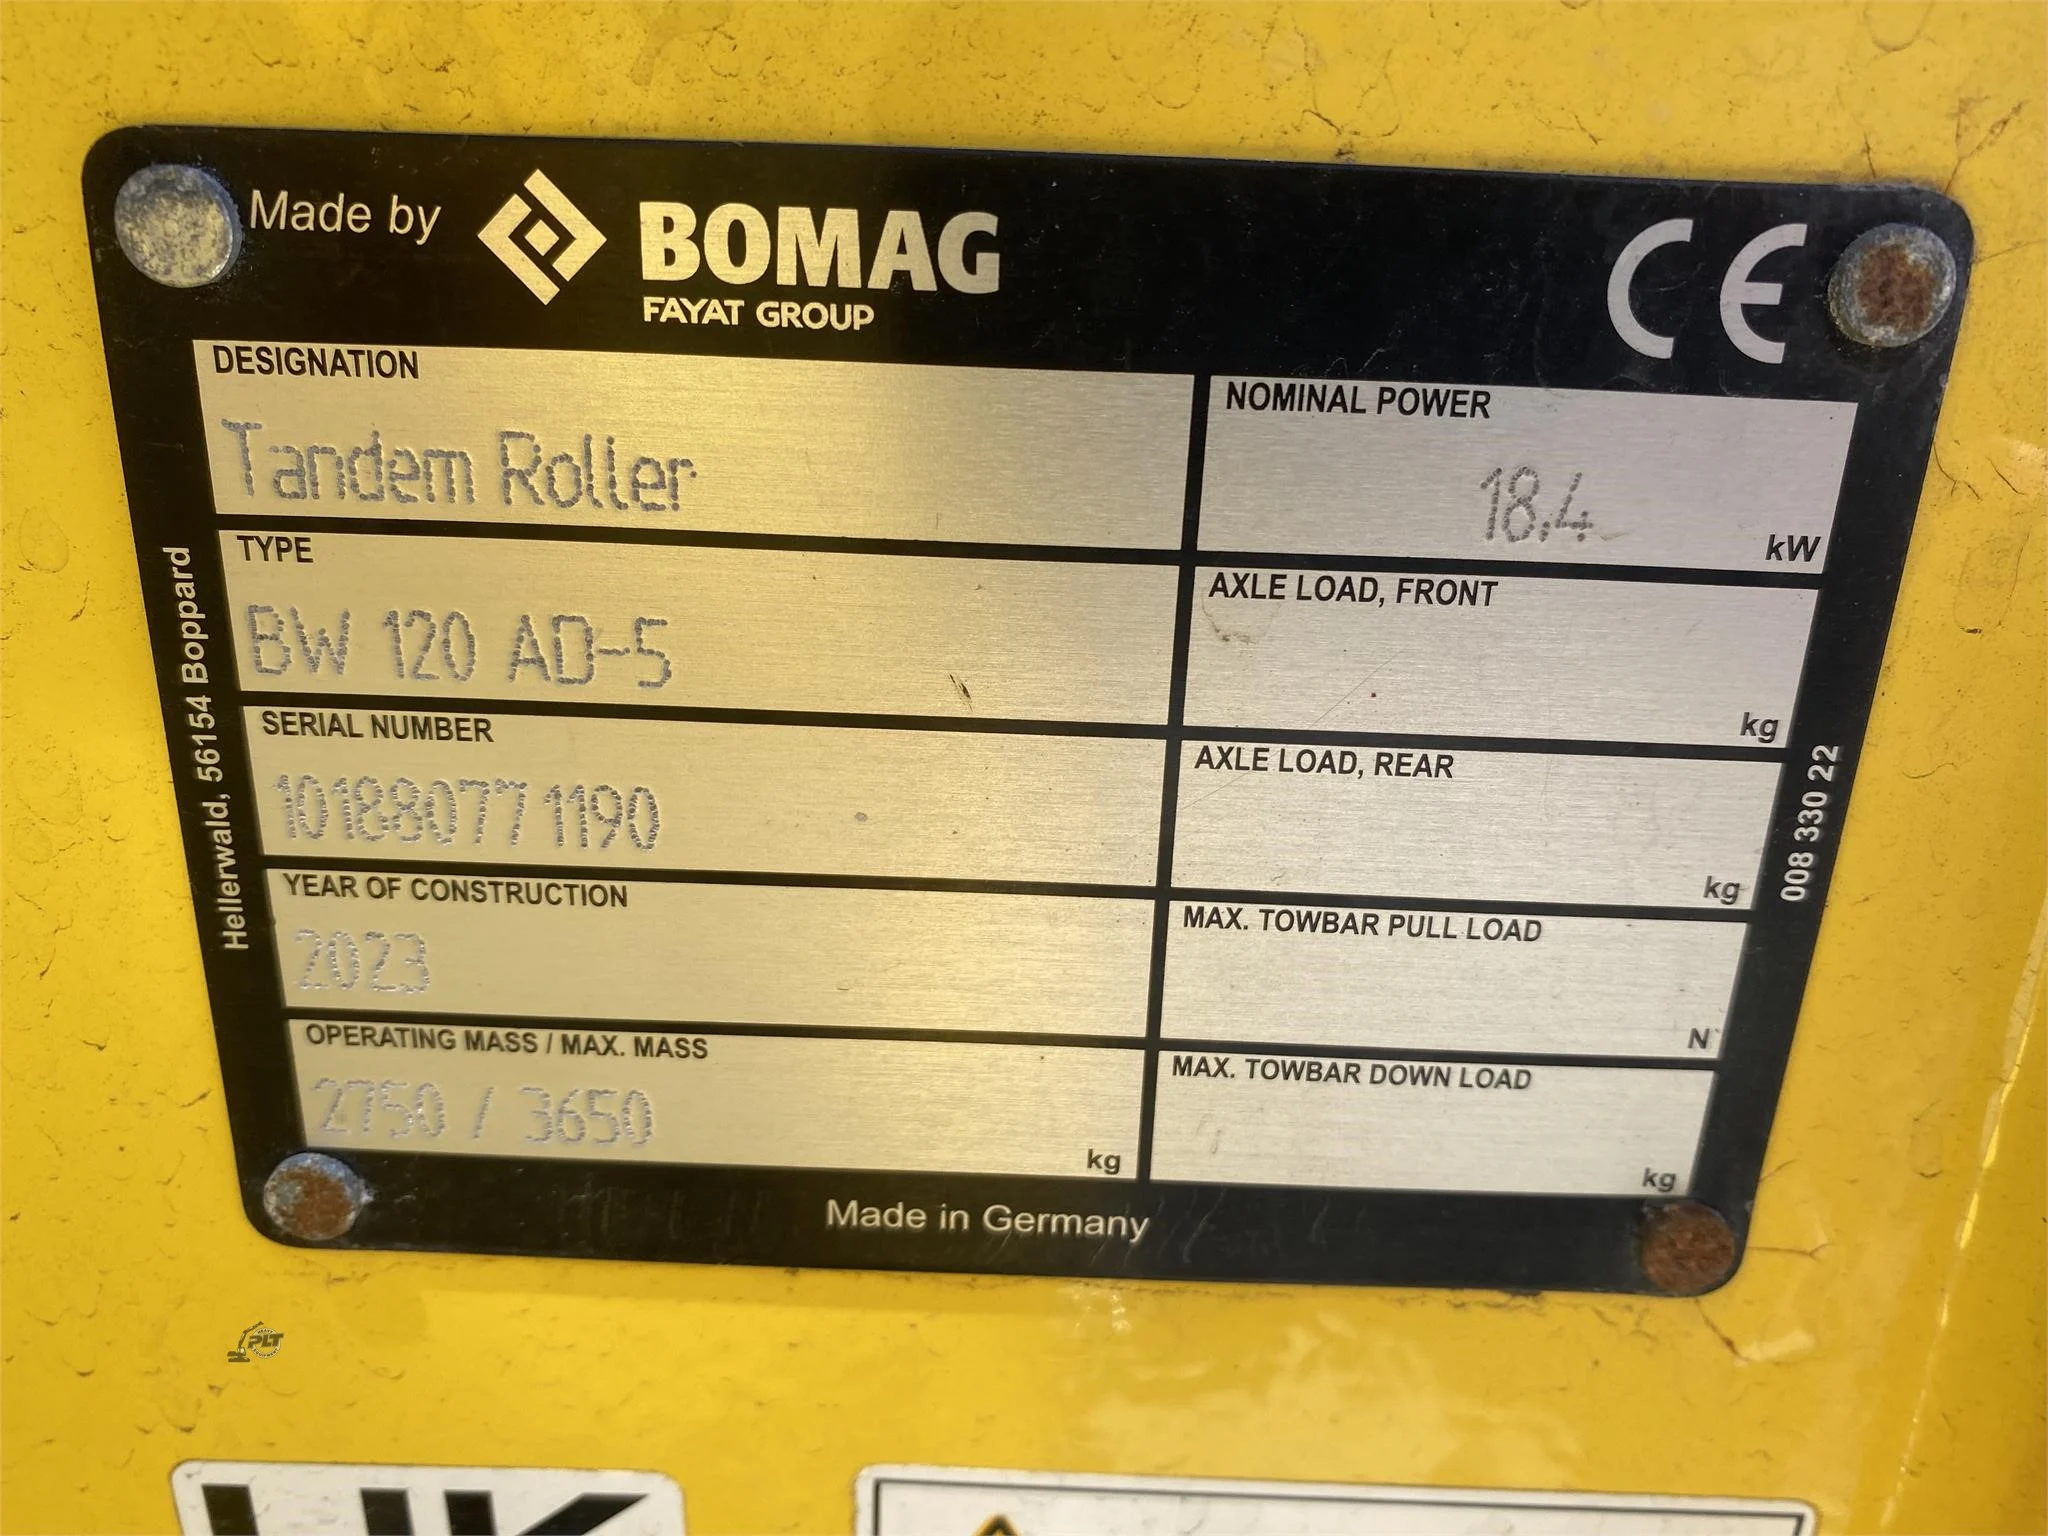 Made by BOMAG
FAYAT GROUP
CE
DESIGNATION
Tandem Roller
TYPE
BW 120 AD-5
SERIAL NUMBER
101880771190
YEAR OF CONSTRUCTION
2023
OPERATING MASS / MAX. MASS
2750 / 3650
kg
NOMINAL POWER
18.4
kW
AXLE LOAD, FRONT
kg
AXLE LOAD, REAR
kg
MAX. TOWBAR PULL LOAD
N
MAX. TOWBAR DOWN LOAD
kg
Made in Germany
Hellerwald, 56154 Boppard
008 330 22
PLT
UK